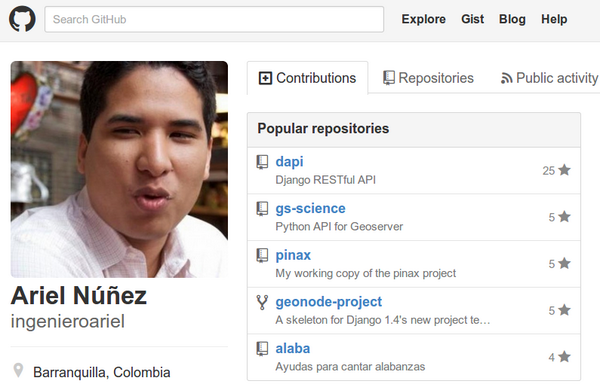 Search GitHub
Explore Gist Blog Help
Contributions Repositories Public activity
Popular repositories
dapi
Django RESTful API
25
gs-science
Python API for Geoserver
5
pinax
My working copy of the pinax project
5
geonode-project
A skeleton for Django 1.4's new project te…
5
alaba
Ayudas para cantar alabanzas
4
Ariel Núñez
ingenieroariel
Barranquilla, Colombia